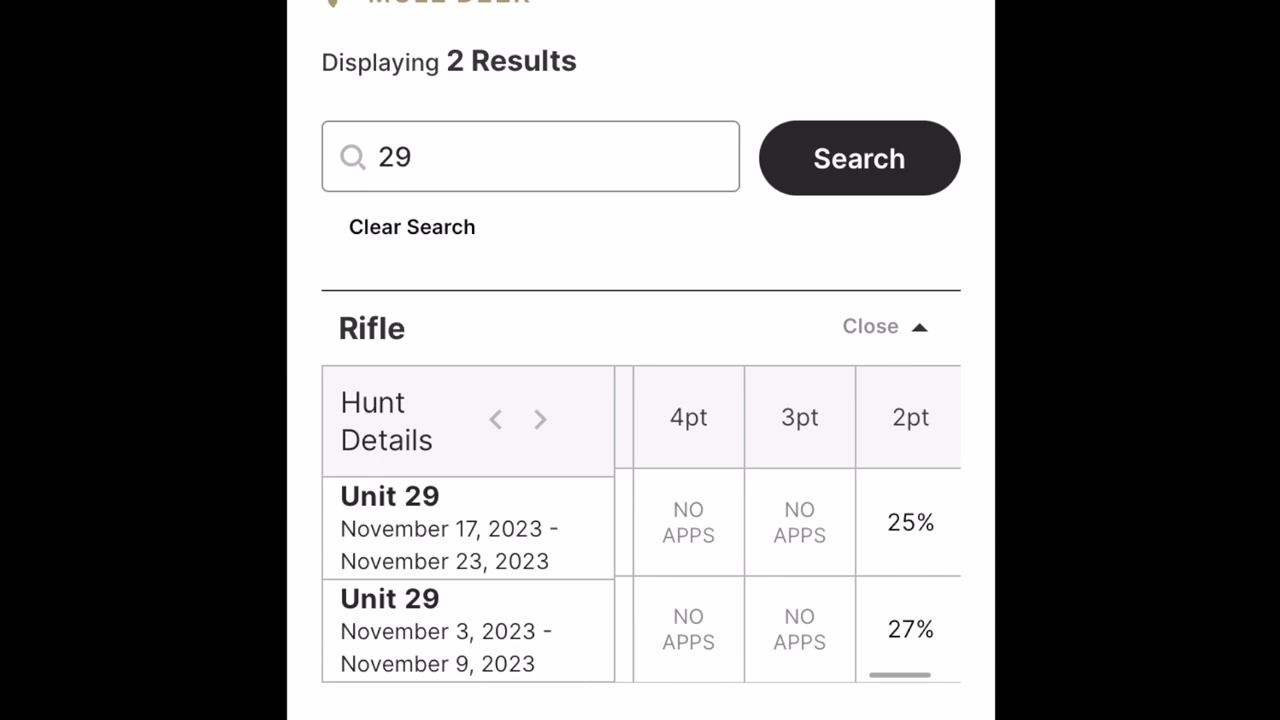 MULE DEER
Displaying 2 Results
29
Search
Clear Search
Rifle
Close
Hunt
Details
4pt
3pt
2pt
Unit 29
November 17, 2023 -
November 23, 2023
NO
APPS
NO
APPS
25%
Unit 29
November 3, 2023 -
November 9, 2023
NO
APPS
NO
APPS
27%